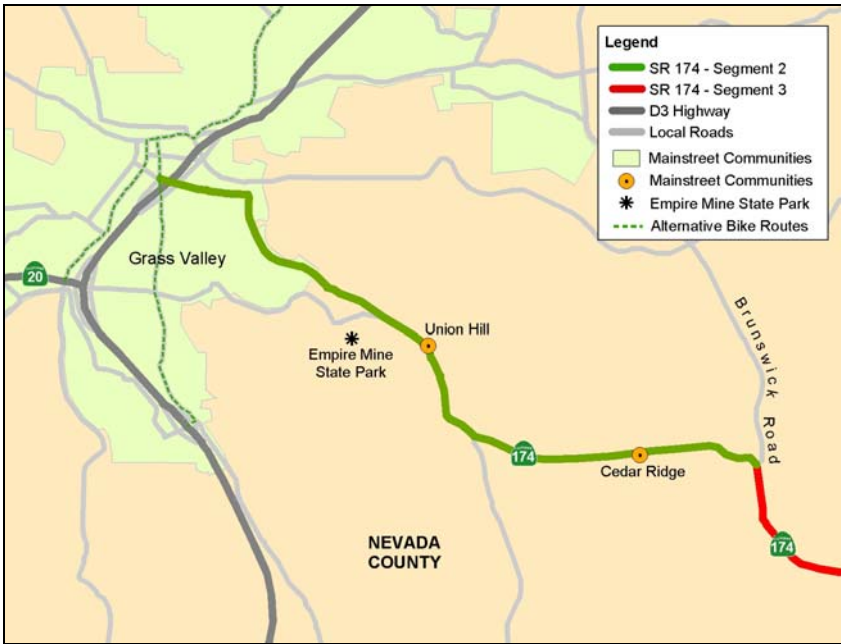 Legend
SR 174 - Segment 2
SR 174 - Segment 3
D3 Highway
Local Roads
Mainstreet Communities
Mainstreet Communities
Empire Mine State Park
Alternative Bike Routes
Grass Valley
20
Union Hill
Empire Mine
State Park
Brunswick Road
174
Cedar Ridge
174
NEVADA
COUNTY